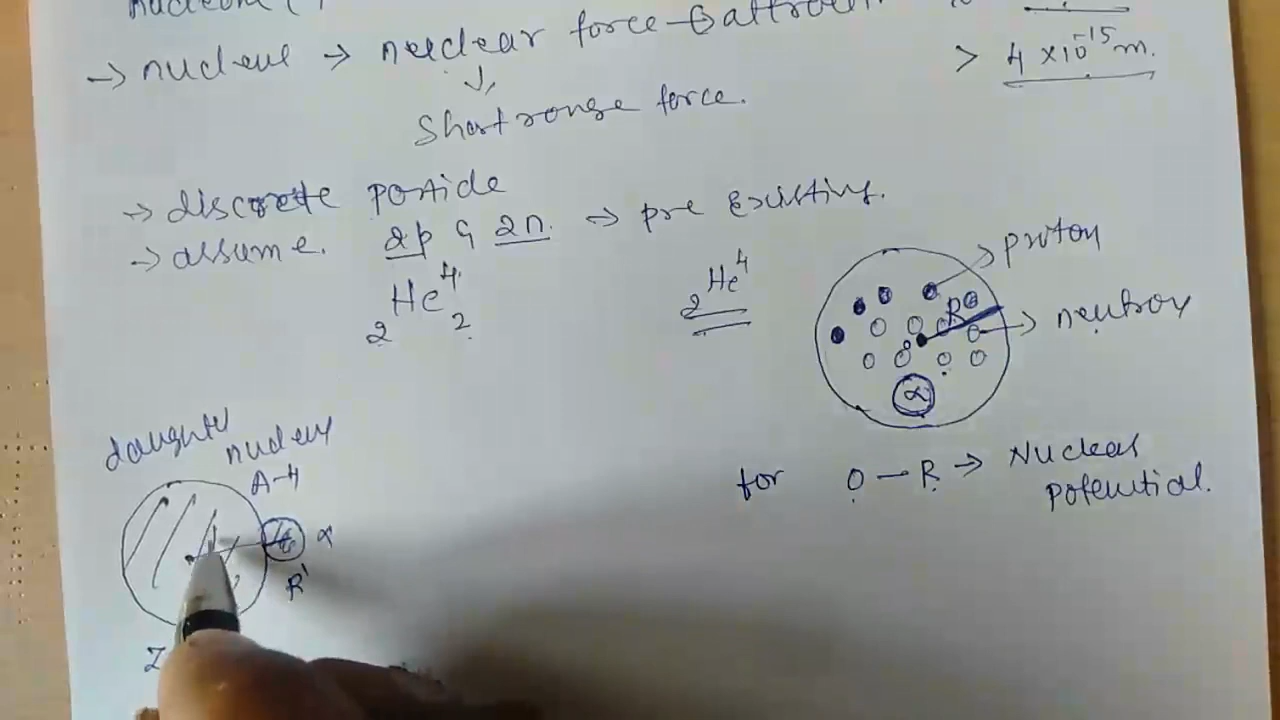 → nucleus → nuclear force - attract
> 4 × 10⁻¹⁵ m.
↓
Short range force.
→ discrete particle
→ assume. 2p & 2n. → pre Existing.
₂He⁴₂
₂He⁴
proton
R
neutron
0
α
for 0 — R → Nuclear
potential.
daughter
nucleus
A-4
α
R'
Z